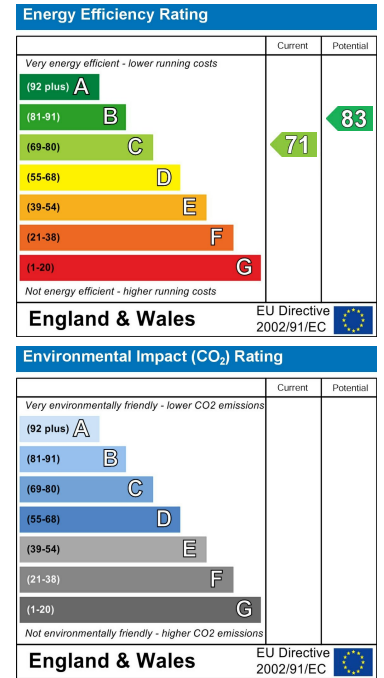 Energy Efficiency Rating
Current Potential
Very energy efficient - lower running costs
(92 plus) A
(81-91) B
83
(69-80) C
71
(55-68) D
(39-54) E
(21-38) F
(1-20) G
Not energy efficient - higher running costs
England & Wales
EU Directive
2002/91/EC
Environmental Impact (CO₂) Rating
Current Potential
Very environmentally friendly - lower CO2 emissions
(92 plus) A
(81-91) B
(69-80) C
(55-68) D
(39-54) E
(21-38) F
(1-20) G
Not environmentally friendly - higher CO2 emissions
England & Wales
EU Directive
2002/91/EC